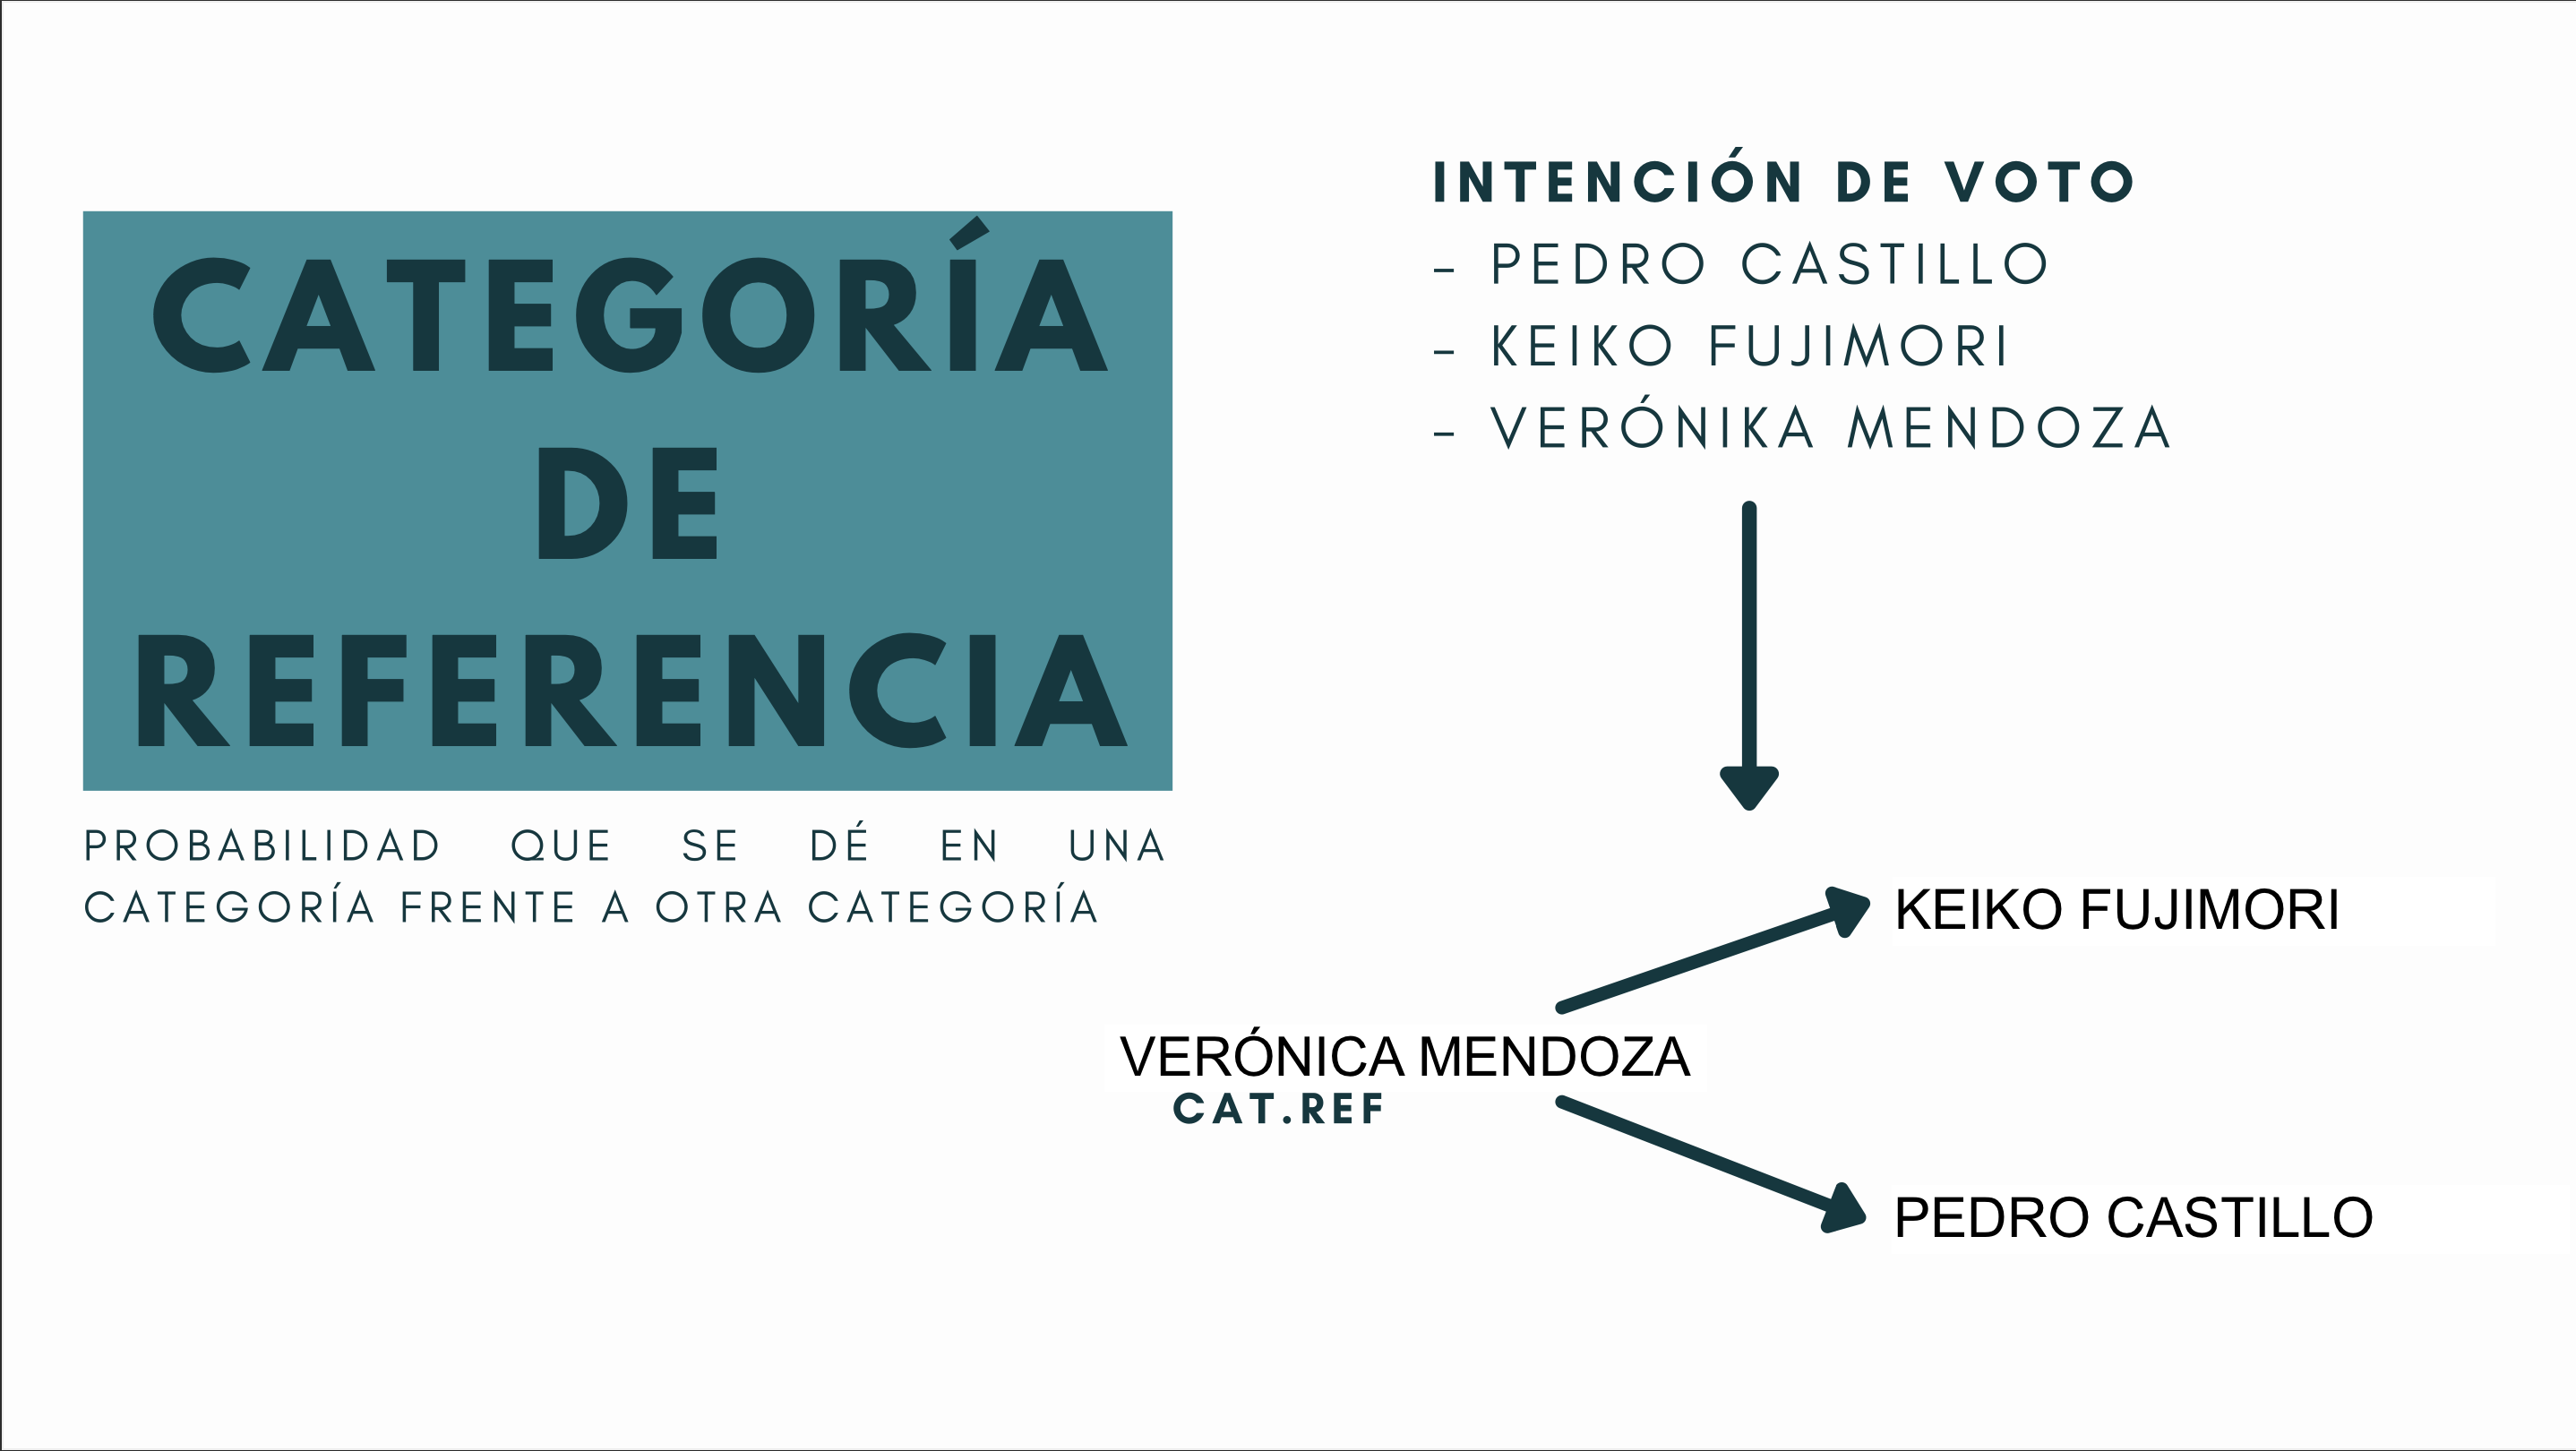 CATEGORÍA
DE
REFERENCIA
PROBABILIDAD QUE SE DÉ EN UNA
CATEGORÍA FRENTE A OTRA CATEGORÍA
INTENCIÓN DE VOTO
- PEDRO CASTILLO
- KEIKO FUJIMORI
- VERÓNIKA MENDOZA
KEIKO FUJIMORI
VERÓNICA MENDOZA
CAT.REF
PEDRO CASTILLO